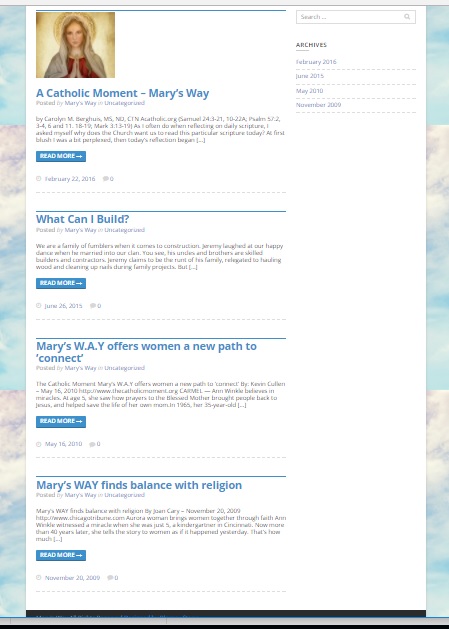 Search ...
ARCHIVES
February 2016
June 2015
May 2010
November 2009
A Catholic Moment – Mary's Way
Posted by Mary's Way in Uncategorized
by Carolyn M. Berghuis, MS, ND, CTN Acatholic.org (Samuel 24:3-21, 10-22A; Psalm 57:2,
3-4, 6 and 11. 18-19, Mark 3:13-19) As I often do when reflecting on daily scripture, I
asked myself why does the Church want us to read this particular scripture today? At first
blush I was a bit perplexed, then today's reflection began [...]
READ MORE →
February 22, 2016 0
What Can I Build?
Posted by Mary's Way in Uncategorized
We are a family of fumblers when it comes to construction. Jeremy laughed at our happy
dance when he married into our clan. You see, his uncles and brothers are skilled
builders and contractors. Jeremy claims to be the runt of his family, relegated to hauling
wood and cleaning up nails during family projects. But [...]
READ MORE →
June 26, 2015 0
Mary's W.A.Y offers women a new path to
'connect'
Posted by Mary's Way in Uncategorized
The Catholic Moment Mary's W.A.Y offers women a new path to 'connect' By: Kevin Cullen
– May 16, 2010 http://www.thecatholicmoment.org CARMEL — Ann Winkle believes in
miracles. At age 5, she saw how prayers to the Blessed Mother brought people back to
Jesus, and helped save the life of her own mom.In 1965, her 35-year-old [...]
READ MORE →
May 16, 2010 0
Mary's WAY finds balance with religion
Posted by Mary's Way in Uncategorized
Mary's WAY finds balance with religion By Joan Cary – November 20, 2009
http://www.chicagotribune.com Aurora woman brings women together through faith Ann
Winkle witnessed a miracle when she was just 5, a kindergartner in Cincinnati. Now more
than 40 years later, she tells the story to women as if it happened yesterday. That's how
much [...]
READ MORE →
November 20, 2009 0